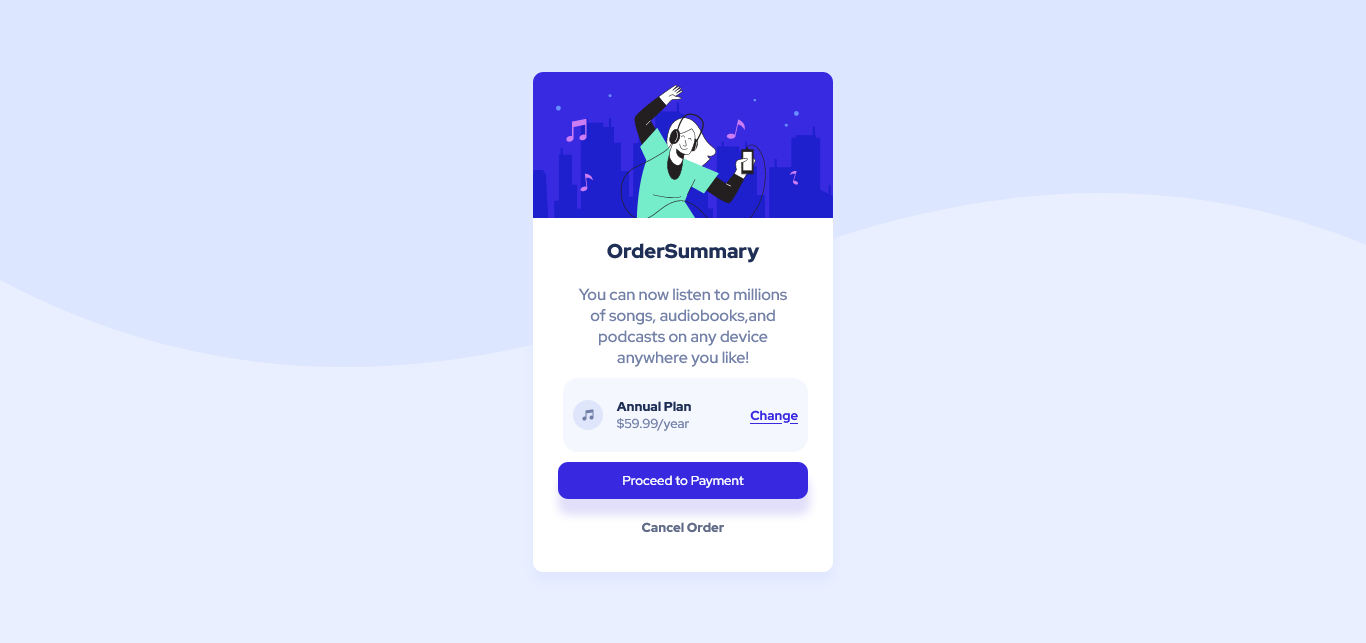 OrderSummary
You can now listen to millions
of songs, audiobooks,and
podcasts on any device
anywhere you like!
Annual Plan
$59.99/year
Change
Proceed to Payment
Cancel Order